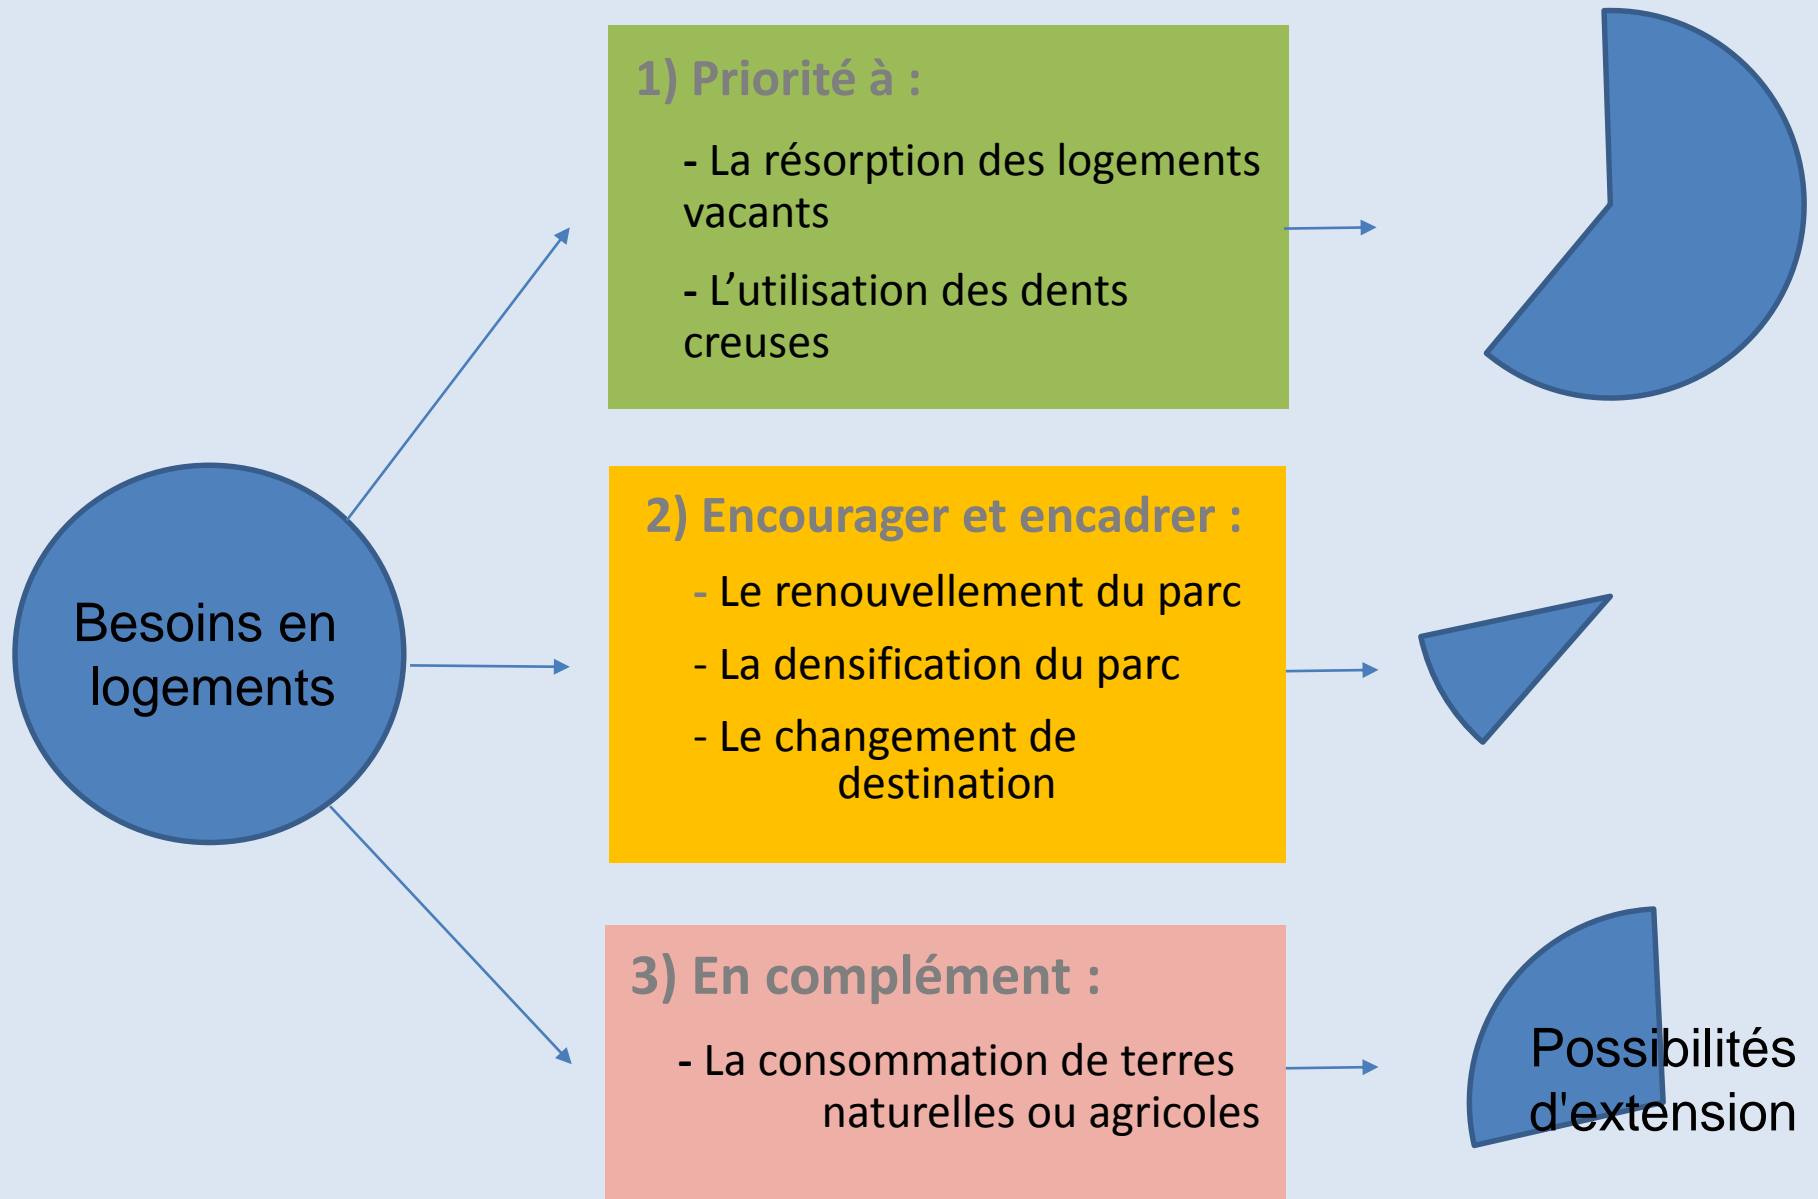 1) Priorité à :
- La résorption des logements
vacants
- L’utilisation des dents
creuses
Besoins en
logements
2) Encourager et encadrer :
- Le renouvellement du parc
- La densification du parc
- Le changement de
destination
3) En complément :
- La consommation de terres
naturelles ou agricoles
Possibilités
d'extension